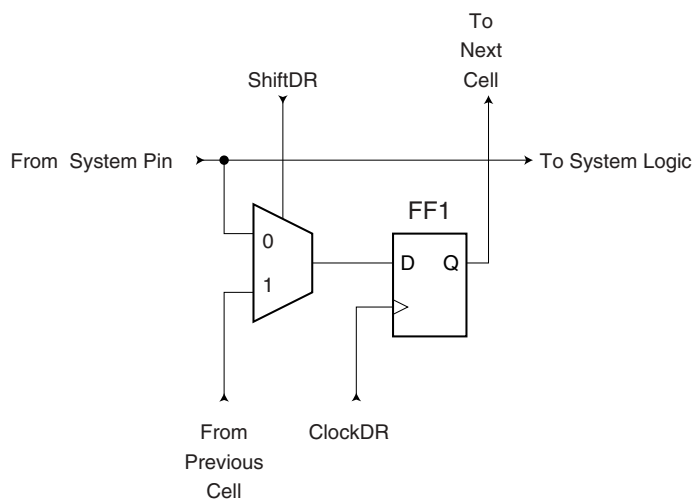 To
Next
Cell
ShiftDR
From System Pin
To System Logic
FF1
0
D Q
1
From
Previous
Cell
ClockDR